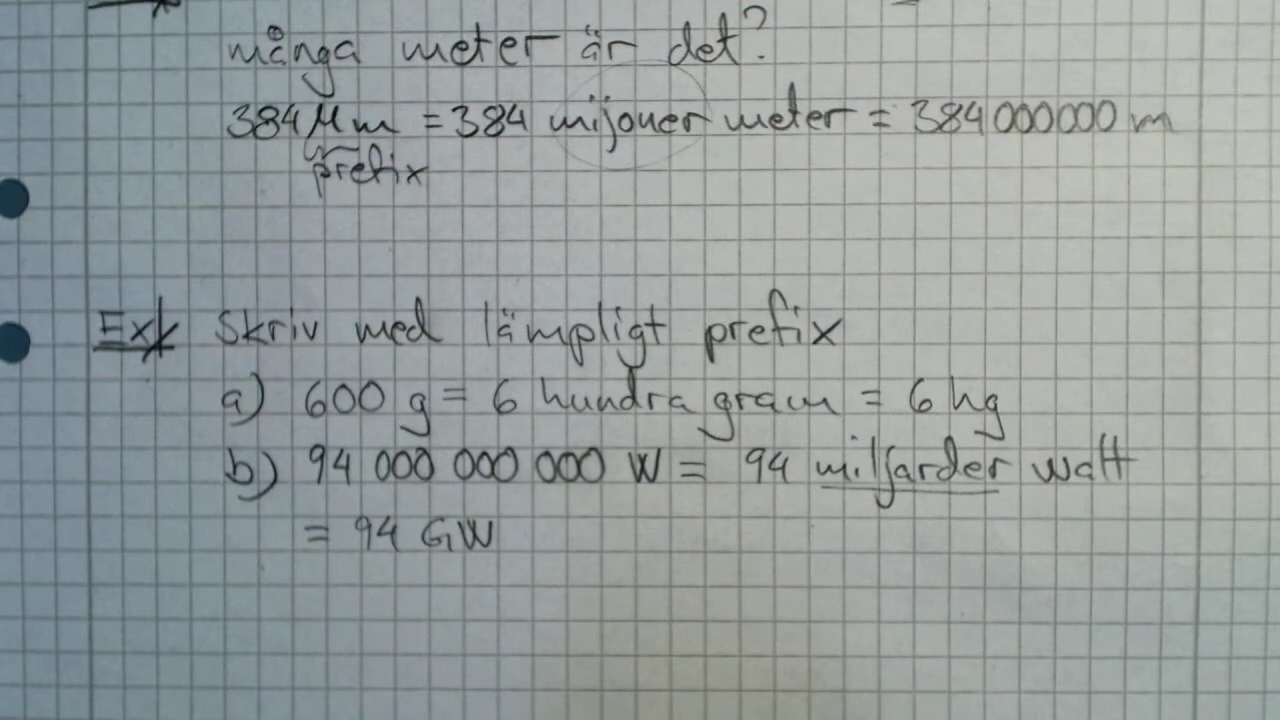 många meter är det?
384 Mm = 384 mijoner meter = 384 000 000 m
prefix
Ex Skriv med lämpligt prefix
a) 600 g = 6 hundra gram = 6 hg
b) 94 000 000 000 W = 94 miljarder watt
= 94 GW